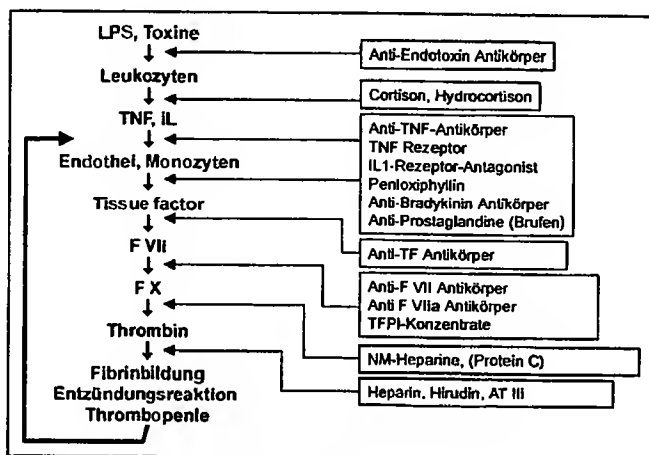 LPS, Toxine
Leukozyten
TNF, iL
Endothel, Monozyten
Tissue factor
F VII
F X
Thrombin
Fibrinbildung
Entzündungsreaktion
Thrombopenie
Anti-Endotoxin Antikörper
Cortison, Hydrocortison
Anti-TNF-Antikörper
TNF Rezeptor
IL1-Rezeptor-Antagonist
Penloxiphyllin
Anti-Bradykinin Antikörper
Anti-Prostaglandine (Brufen)
Anti-TF Antikörper
Anti-F VII Antikörper
Anti F VIIa Antikörper
TFPI-Konzentrate
NM-Heparine, (Protein C)
Heparin, Hirudin, AT III